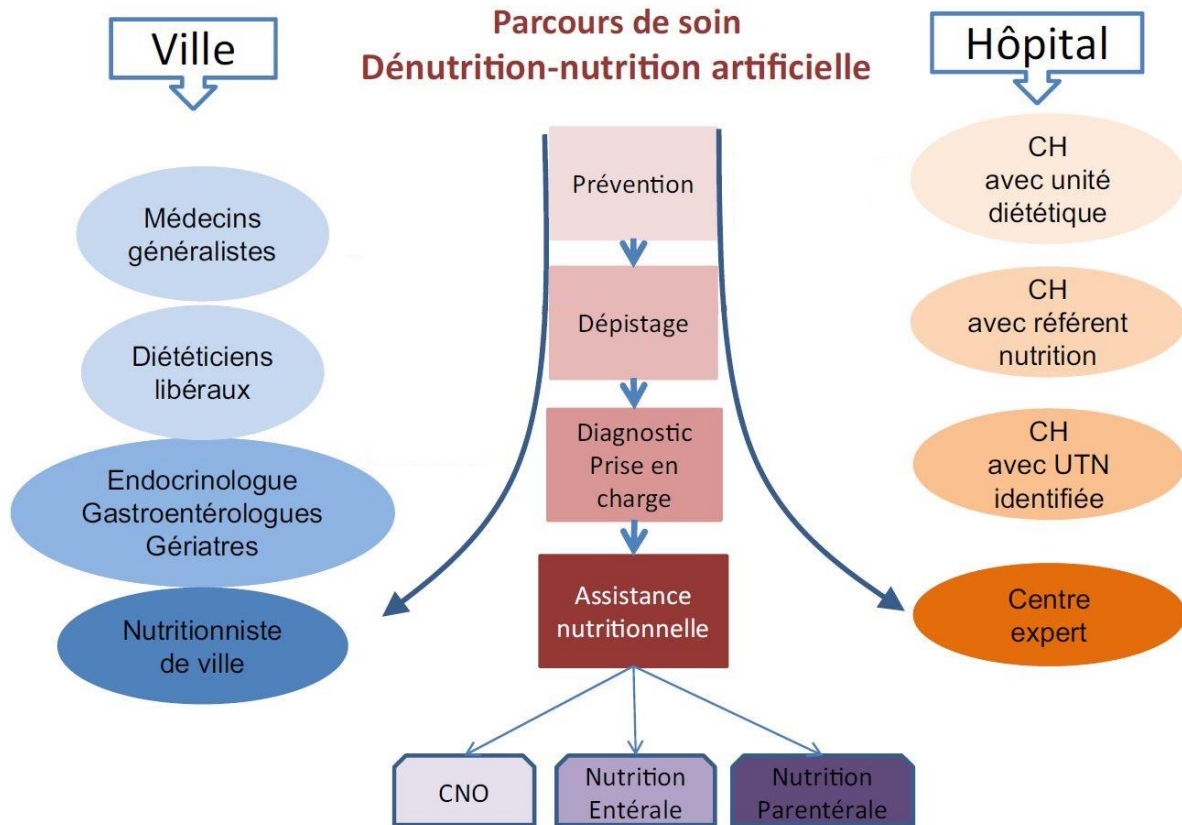 Parcours de soin
Dénutrition-nutrition artificielle
Ville
Médecins
généralistes
Diététiciens
libéraux
Endocrinologue
Gastroentérologues
Gériatres
Nutritionniste
de ville
Prévention
Dépistage
Diagnostic
Prise en
charge
Assistance
nutritionnelle
CNO
Nutrition
Entérale
Nutrition
Parentérale
Hôpital
CH
avec unité
diététique
CH
avec référent
nutrition
CH
avec UTN
identifiée
Centre
expert